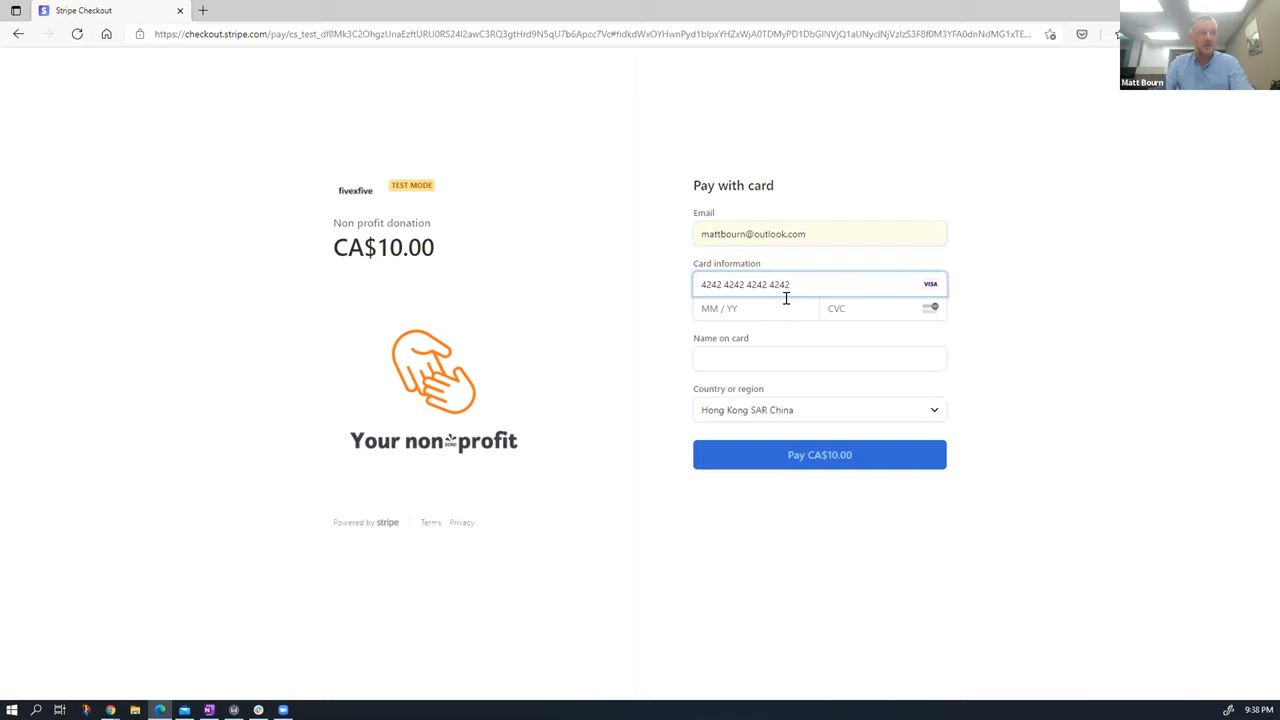 Stripe Checkout
Matt Bourn
fivexfive
TEST MODE
Non profit donation
CA$10.00
Your non profit
Powered by stripe
Terms
Privacy
Pay with card
Email
mattbourn@outlook.com
Card information
4242 4242 4242 4242
VISA
MM / YY
CVC
Name on card
Country or region
Hong Kong SAR China
Pay CA$10.00
9:38 PM